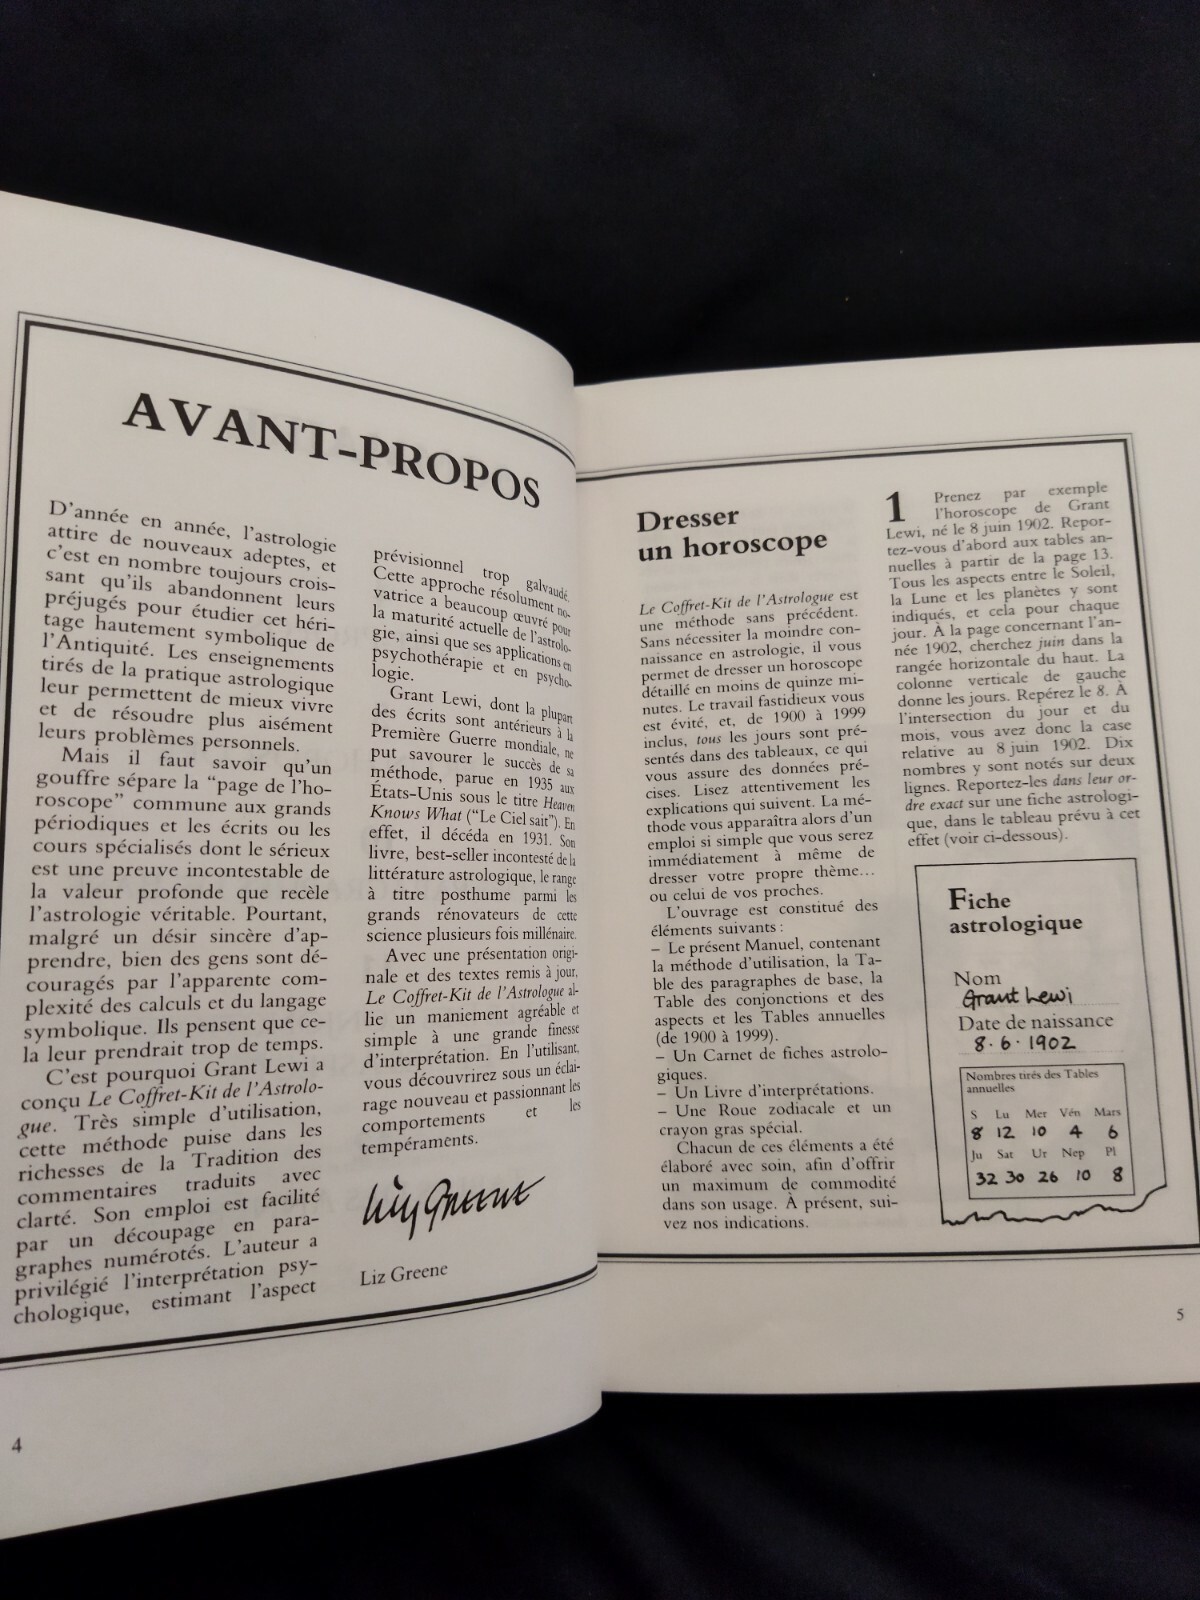 AVANT-PROPOS
D'année en année, l'astrologie
attire de nouveaux adeptes, et
c'est en nombre toujours crois-
sant qu'ils abandonnent leurs
préjugés pour étudier cet héri-
tage hautement symbolique de
l'Antiquité. Les enseignements
tirés de la pratique astrologique
leur permettent de mieux vivre
et de résoudre plus aisément
leurs problèmes personnels.
Mais il faut savoir qu'un
gouffre sépare la “page de l'ho-
roscope” commune aux grands
périodiques et les écrits ou les
cours spécialisés dont le sérieux
est une preuve incontestable de
la valeur profonde que recèle
l'astrologie véritable. Pourtant,
malgré un désir sincère d'ap-
prendre, bien des gens sont dé-
couragés par l'apparente com-
plexité des calculs et du langage
symbolique. Ils pensent que ce-
la leur prendrait trop de temps.
C'est pourquoi Grant Lewi a
conçu Le Coffret-Kit de l'Astrolo-
gue. Très simple d'utilisation,
cette méthode puise dans les
richesses de la Tradition des
commentaires traduits avec
clarté. Son emploi est facilité
par un découpage en para-
graphes numérotés. L'auteur a
privilégié l'interprétation psy-
chologique, estimant l'aspect
prévisionnel trop galvaudé.
Cette approche résolument no-
vatrice a beaucoup œuvré pour
la maturité actuelle de l'astrolo-
gie, ainsi que ses applications en
psychothérapie et en psycho-
logie.
Grant Lewi, dont la plupart
des écrits sont antérieurs à la
Première Guerre mondiale, ne
put savourer le succès de sa
méthode, parue en 1935 aux
États-Unis sous le titre Heaven
Knows What (“Le Ciel sait”). En
effet, il décéda en 1931. Son
livre, best-seller incontesté de la
littérature astrologique, le range
à titre posthume parmi les
grands rénovateurs de cette
science plusieurs fois millénaire.
Avec une présentation origi-
nale et des textes remis à jour,
Le Coffret-Kit de l'Astrologue al-
lie un maniement agréable et
simple à une grande finesse
d'interprétation. En l'utilisant,
vous découvrirez sous un éclai-
rage nouveau et passionnant les
comportements et les
tempéraments.
Liz Greene
Liz Greene
4
Dresser
un horoscope
Le Coffret-Kit de l'Astrologue est
une méthode sans précédent.
Sans nécessiter la moindre con-
naissance en astrologie, il vous
permet de dresser un horoscope
détaillé en moins de quinze mi-
nutes. Le travail fastidieux vous
est évité, et, de 1900 à 1999
inclus, tous les jours sont pré-
sentés dans des tableaux, ce qui
vous assure des données pré-
cises. Lisez attentivement les
explications qui suivent. La mé-
thode vous apparaîtra alors d'un
emploi si simple que vous serez
immédiatement à même de
dresser votre propre thème...
ou celui de vos proches.
L'ouvrage est constitué des
éléments suivants :
– Le présent Manuel, contenant
la méthode d'utilisation, la Ta-
ble des paragraphes de base, la
Table des conjonctions et des
aspects et les Tables annuelles
(de 1900 à 1999).
– Un Carnet de fiches astrolo-
giques.
– Un Livre d'interprétations.
– Une Roue zodiacale et un
crayon gras spécial.
Chacun de ces éléments a été
élaboré avec soin, afin d'offrir
un maximum de commodité
dans son usage. À présent, sui-
vez nos indications.
1 Prenez par exemple
l'horoscope de Grant
Lewi, né le 8 juin 1902. Repor-
tez-vous d'abord aux tables an-
nuelles à partir de la page 13.
Tous les aspects entre le Soleil,
la Lune et les planètes y sont
indiqués, et cela pour chaque
jour. À la page concernant l'an-
née 1902, cherchez juin dans la
rangée horizontale du haut. La
colonne verticale de gauche
donne les jours. Repérez le 8. À
l'intersection du jour et du
mois, vous avez donc la case
relative au 8 juin 1902. Dix
nombres y sont notés sur deux
lignes. Reportez-les dans leur or-
dre exact sur une fiche astrologi-
que, dans le tableau prévu à cet
effet (voir ci-dessous).
Fiche
astrologique
Nom
Grant Lewi
Date de naissance
8.6.1902
Nombres tirés des Tables
annuelles
S Lu Mer Vén Mars
8 12 10 4 6
Ju Sat Ur Nep Pl
32 30 26 10 8
5